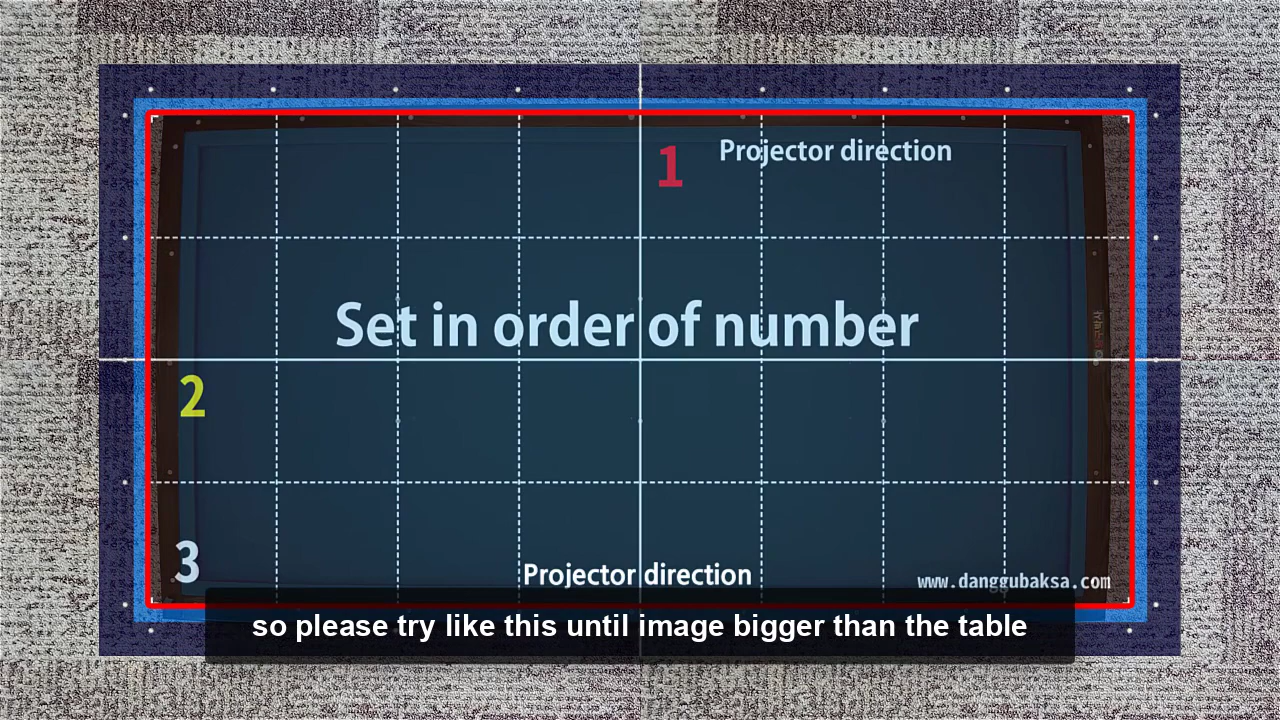 1
Projector direction
Set in order of number
2
3
Projector direction
www.danggubaksa.com
so please try like this until image bigger than the table